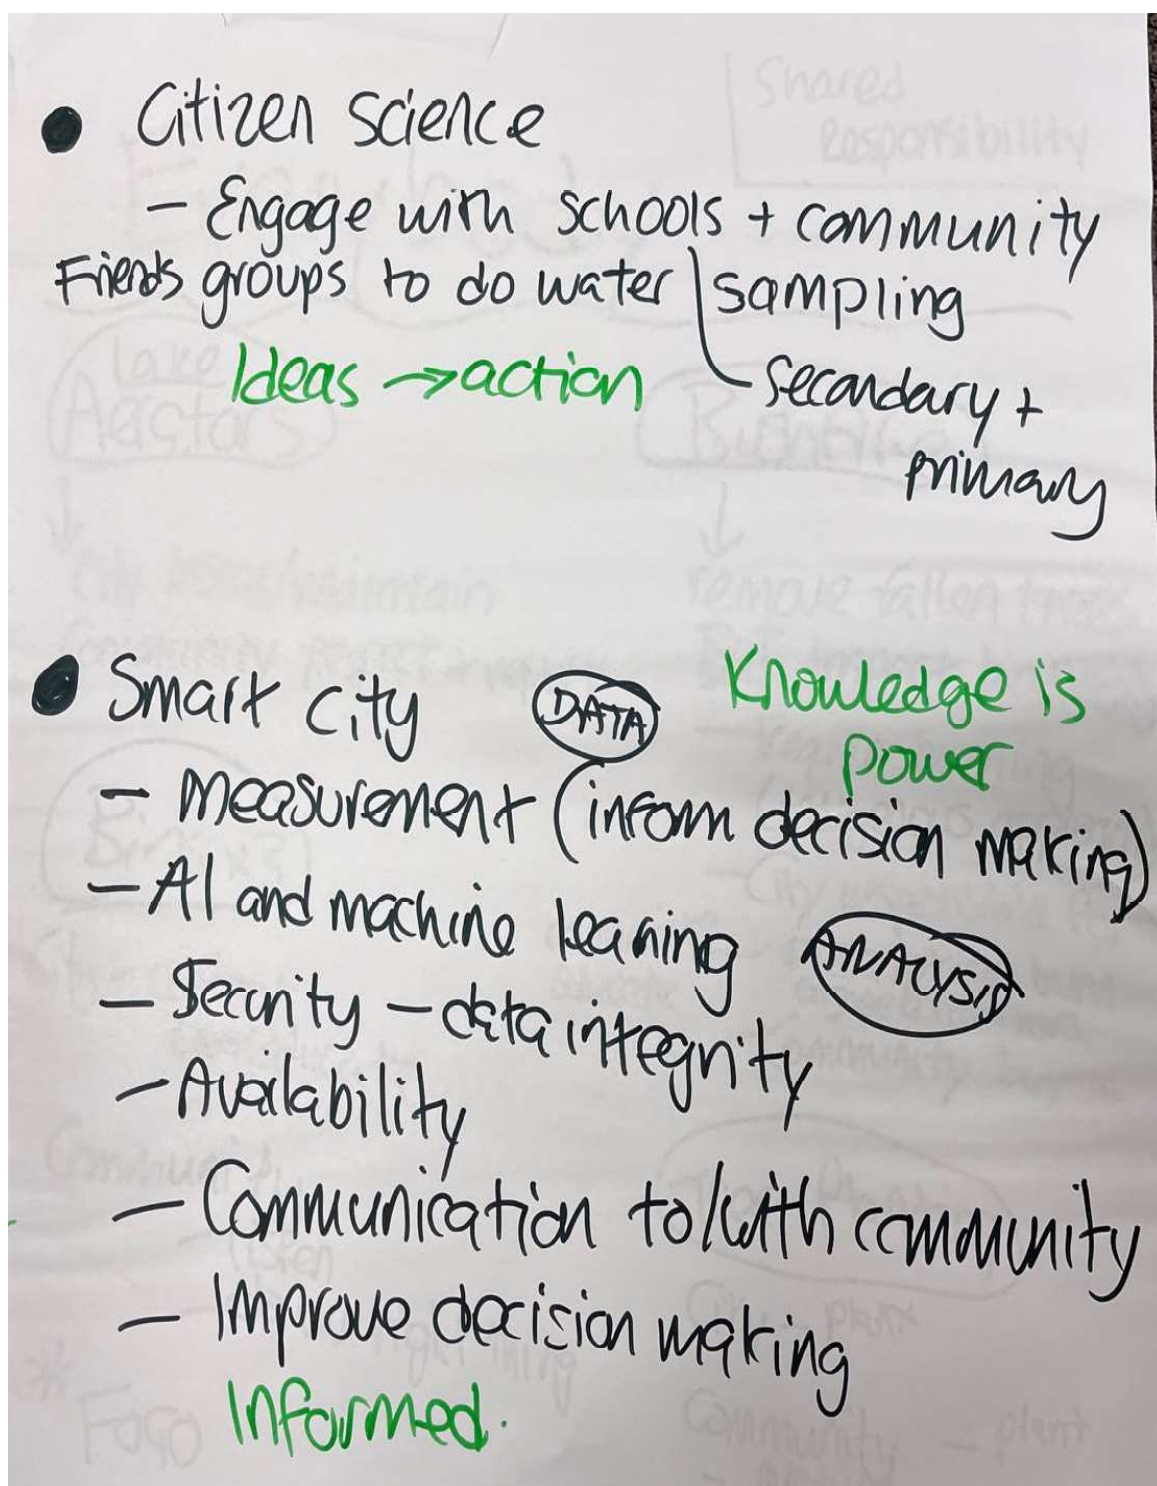 Citizen science
- Engage with schools + community
Friends groups to do water sampling
Ideas → action
secondary +
primary
Smart city
DATA
Knowledge is
power
- measurement (inform decision making)
- AI and machine learning
ANALYSIS
- Security - data integrity
- Availability
- Communication to/with community
- Improve decision making
Informed.
Shared
Responsibility